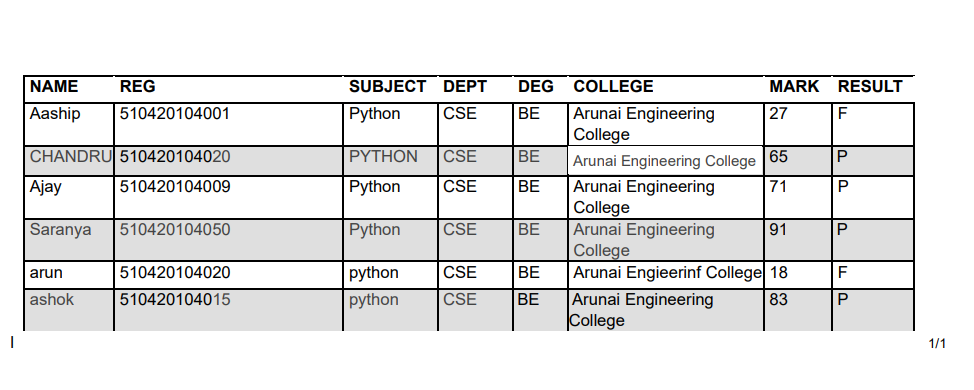 NAME REG SUBJECT DEPT DEG COLLEGE MARK RESULT
Aaship 510420104001 Python CSE BE Arunai Engineering 27 F
College
CHANDRU 510420104020 PYTHON CSE BE Arunai Engineering College 65 P
Ajay 510420104009 Python CSE BE Arunai Engineering 71 P
College
Saranya 510420104050 Python CSE BE Arunai Engineering 91 P
College
arun 510420104020 python CSE BE Arunai Engieerinf College 18 F
ashok 510420104015 python CSE BE Arunai Engineering 83 P
College
| 1/1